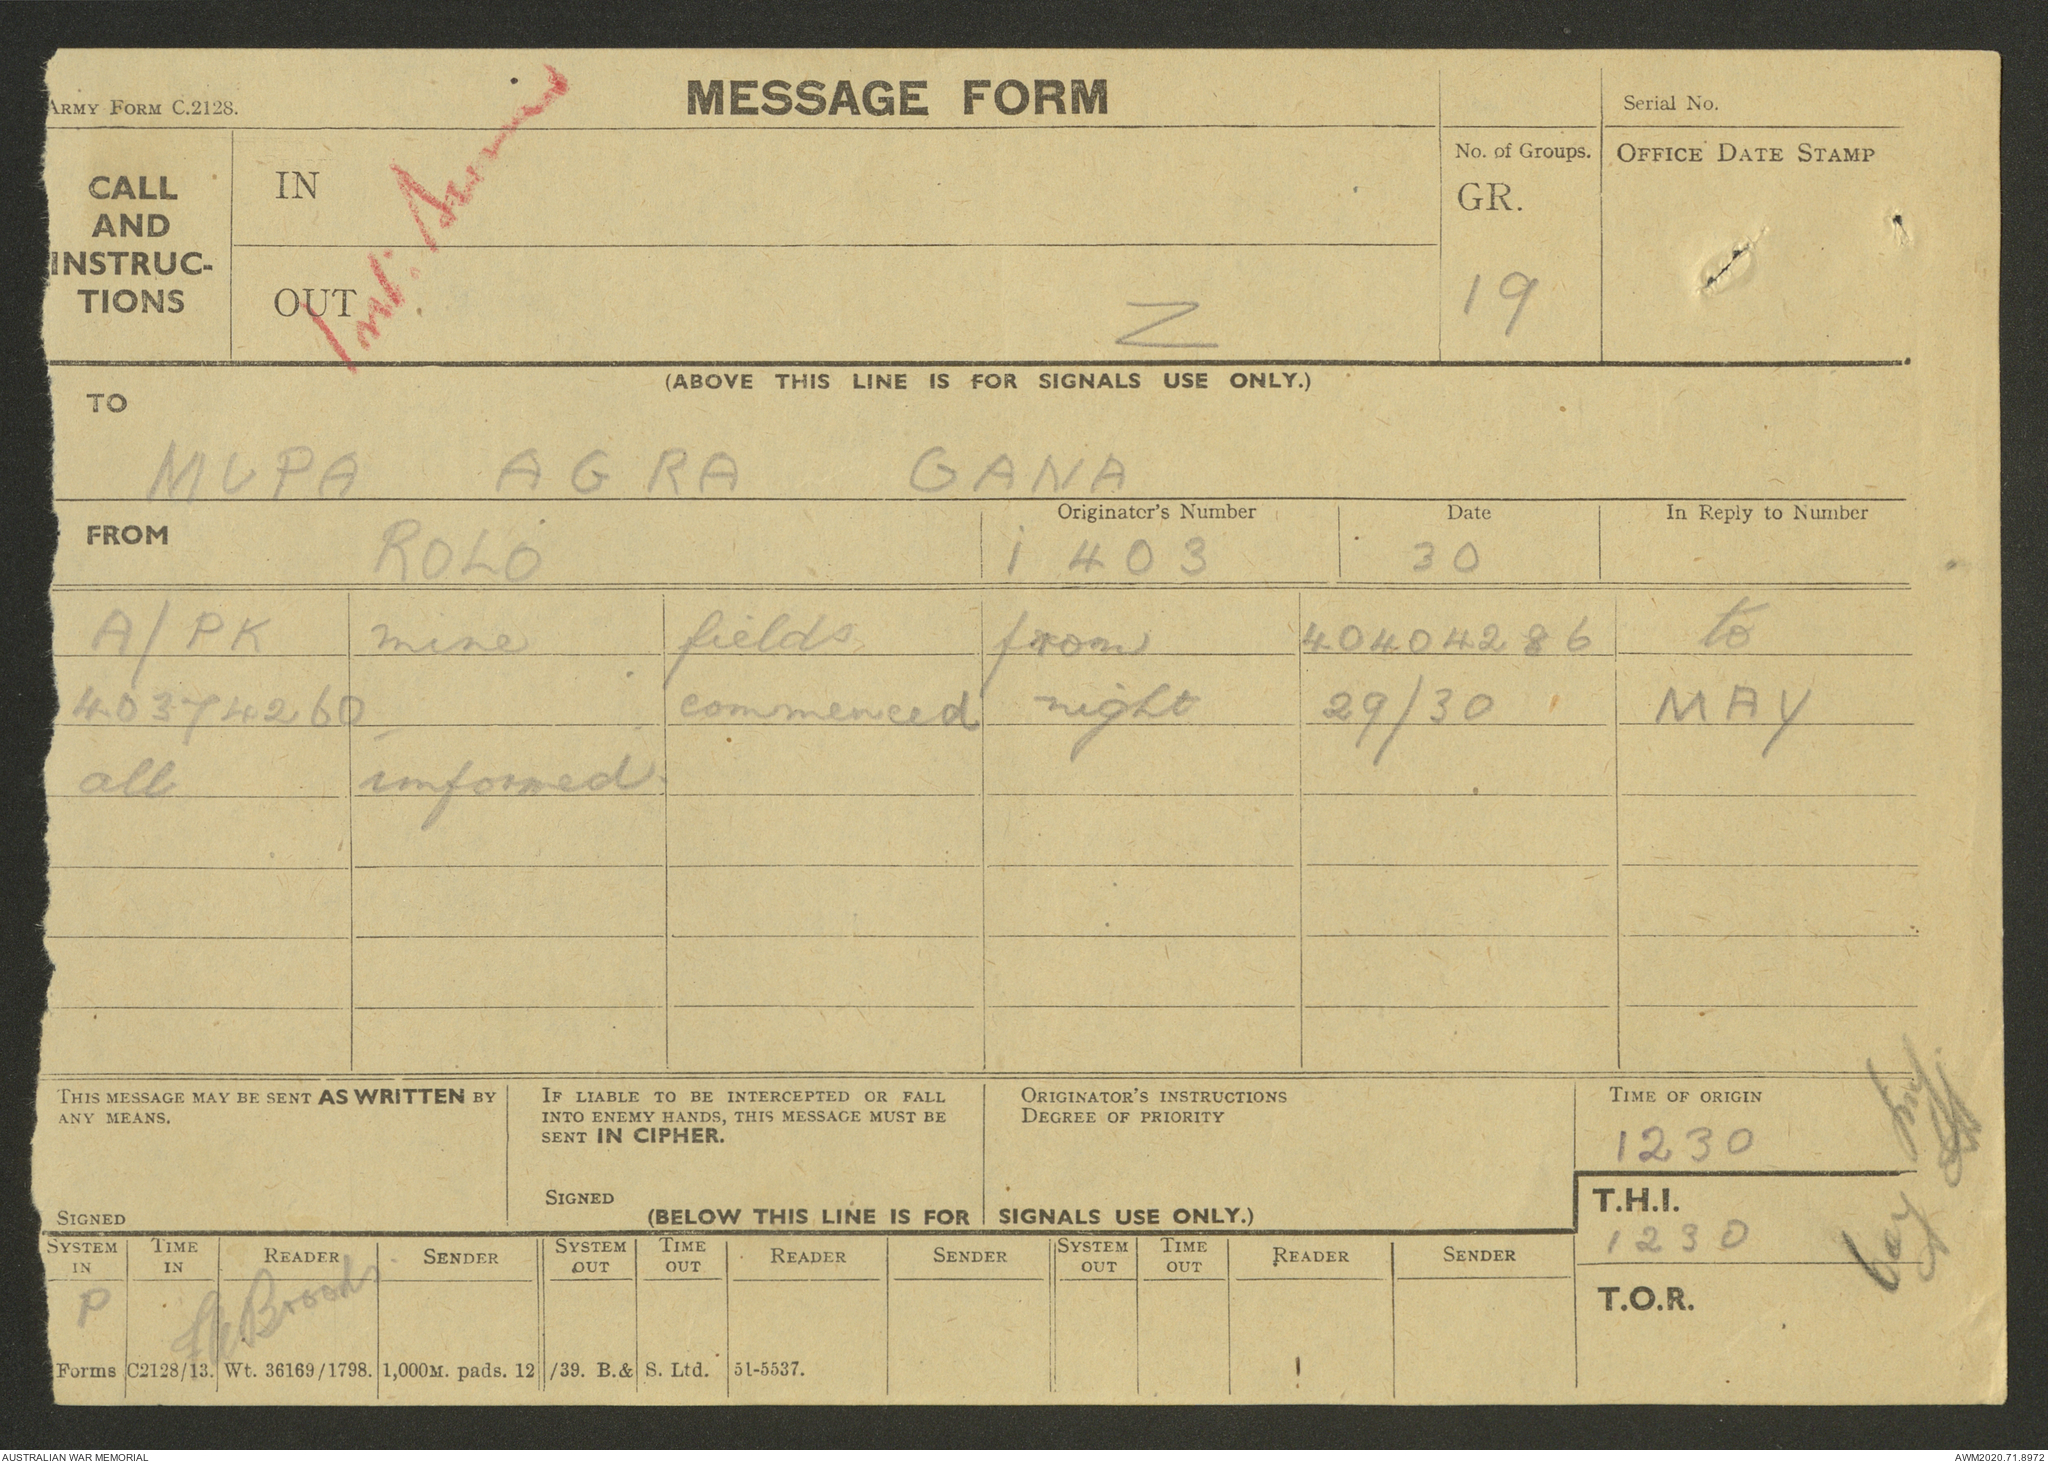 ARMY FORM C.2128.
MESSAGE FORM
Serial No.
CALL
AND
INSTRUC-
TIONS
IN
OUT
Z
No. of Groups.
GR.
19
OFFICE DATE STAMP
(ABOVE THIS LINE IS FOR SIGNALS USE ONLY.)
TO
MUPA AGRA GANA
FROM
ROLO
Originator's Number
i 403
Date
30
In Reply to Number
A/PK mine fields from 40404286 to
40374260 commenced night 29/30 MAY
all informed
THIS MESSAGE MAY BE SENT AS WRITTEN BY
ANY MEANS.
SIGNED
IF LIABLE TO BE INTERCEPTED OR FALL
INTO ENEMY HANDS, THIS MESSAGE MUST BE
SENT IN CIPHER.
SIGNED
ORIGINATOR'S INSTRUCTIONS
DEGREE OF PRIORITY
TIME OF ORIGIN
1230
(BELOW THIS LINE IS FOR SIGNALS USE ONLY.)
T.H.I.
1230
T.O.R.
SYSTEM IN TIME IN READER SENDER SYSTEM OUT TIME OUT READER SENDER SYSTEM OUT TIME OUT READER SENDER
P
Brooks
Forms C2128/13. Wt. 36169/1798. 1,000M. pads. 12/39. B.& S. Ltd. 51-5537.
AUSTRALIAN WAR MEMORIAL
AWM2020.71.8972